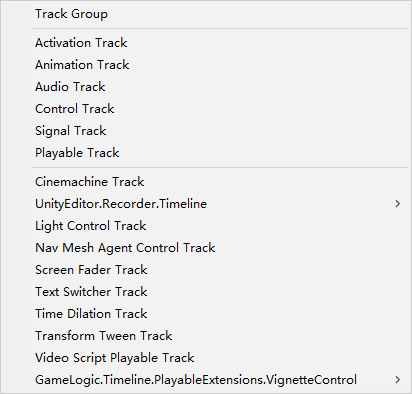 Track Group
Activation Track
Animation Track
Audio Track
Control Track
Signal Track
Playable Track
Cinemachine Track
UnityEditor.Recorder.Timeline
Light Control Track
Nav Mesh Agent Control Track
Screen Fader Track
Text Switcher Track
Time Dilation Track
Transform Tween Track
Video Script Playable Track
GameLogic.Timeline.PlayableExtensions.VignetteControl